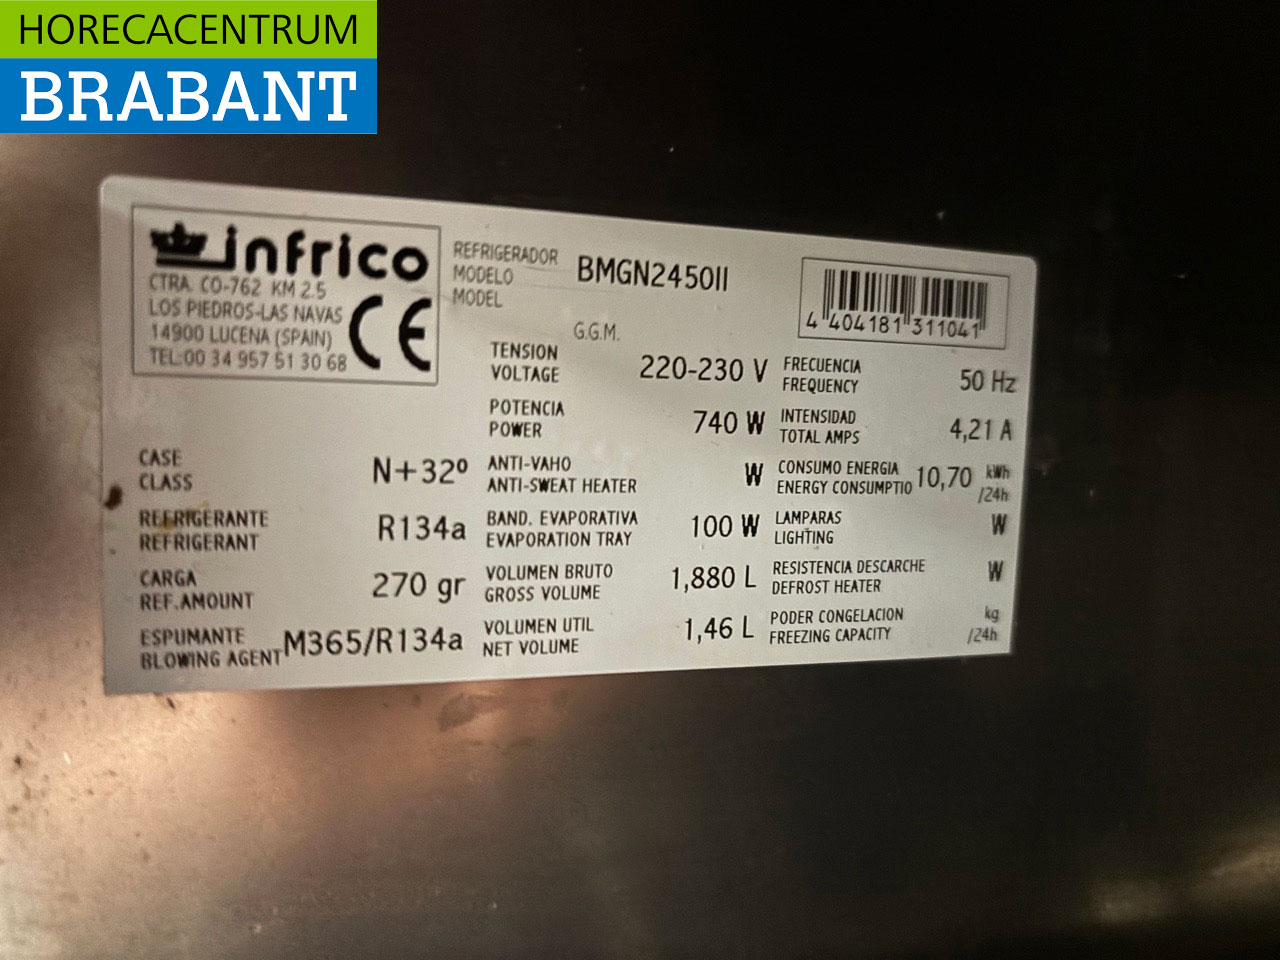 HORECACENTRUM
BRABANT
infrico
CTRA. CO-762 KM 2.5
LOS PIEDROS-LAS NAVAS
14900 LUCENA (SPAIN)
TEL:00 34 957 51 30 68
CE
REFRIGERADOR
MODELO
MODEL
BMGN2450II
G.G.M.
4 404181 311041
TENSION
VOLTAGE
220-230 V
FRECUENCIA
FREQUENCY
50 Hz
POTENCIA
POWER
740 W
INTENSIDAD
TOTAL AMPS
4,21 A
CASE
CLASS
N+32º
ANTI-VAHO
ANTI-SWEAT HEATER
W
CONSUMO ENERGIA
ENERGY CONSUMPTIO
10,70 kWh
/24h
REFRIGERANTE
REFRIGERANT
R134a
BAND. EVAPORATIVA
EVAPORATION TRAY
100 W
LAMPARAS
LIGHTING
W
CARGA
REF.AMOUNT
270 gr
VOLUMEN BRUTO
GROSS VOLUME
1,880 L
RESISTENCIA DESCARCHE
DEFROST HEATER
W
ESPUMANTE
BLOWING AGENT
M365/R134a
VOLUMEN UTIL
NET VOLUME
1,46 L
PODER CONGELACION
FREEZING CAPACITY
kg
/24h